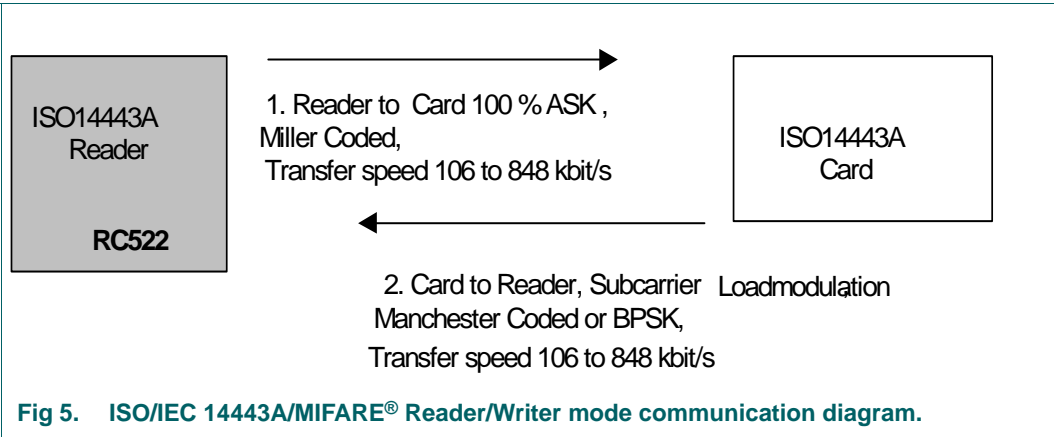 ISO14443A
Reader
RC522
1. Reader to Card 100 % ASK ,
Miller Coded,
Transfer speed 106 to 848 kbit/s
ISO14443A
Card
2. Card to Reader, Subcarrier Loadmodulation,
Manchester Coded or BPSK,
Transfer speed 106 to 848 kbit/s
Fig 5. ISO/IEC 14443A/MIFARE® Reader/Writer mode communication diagram.